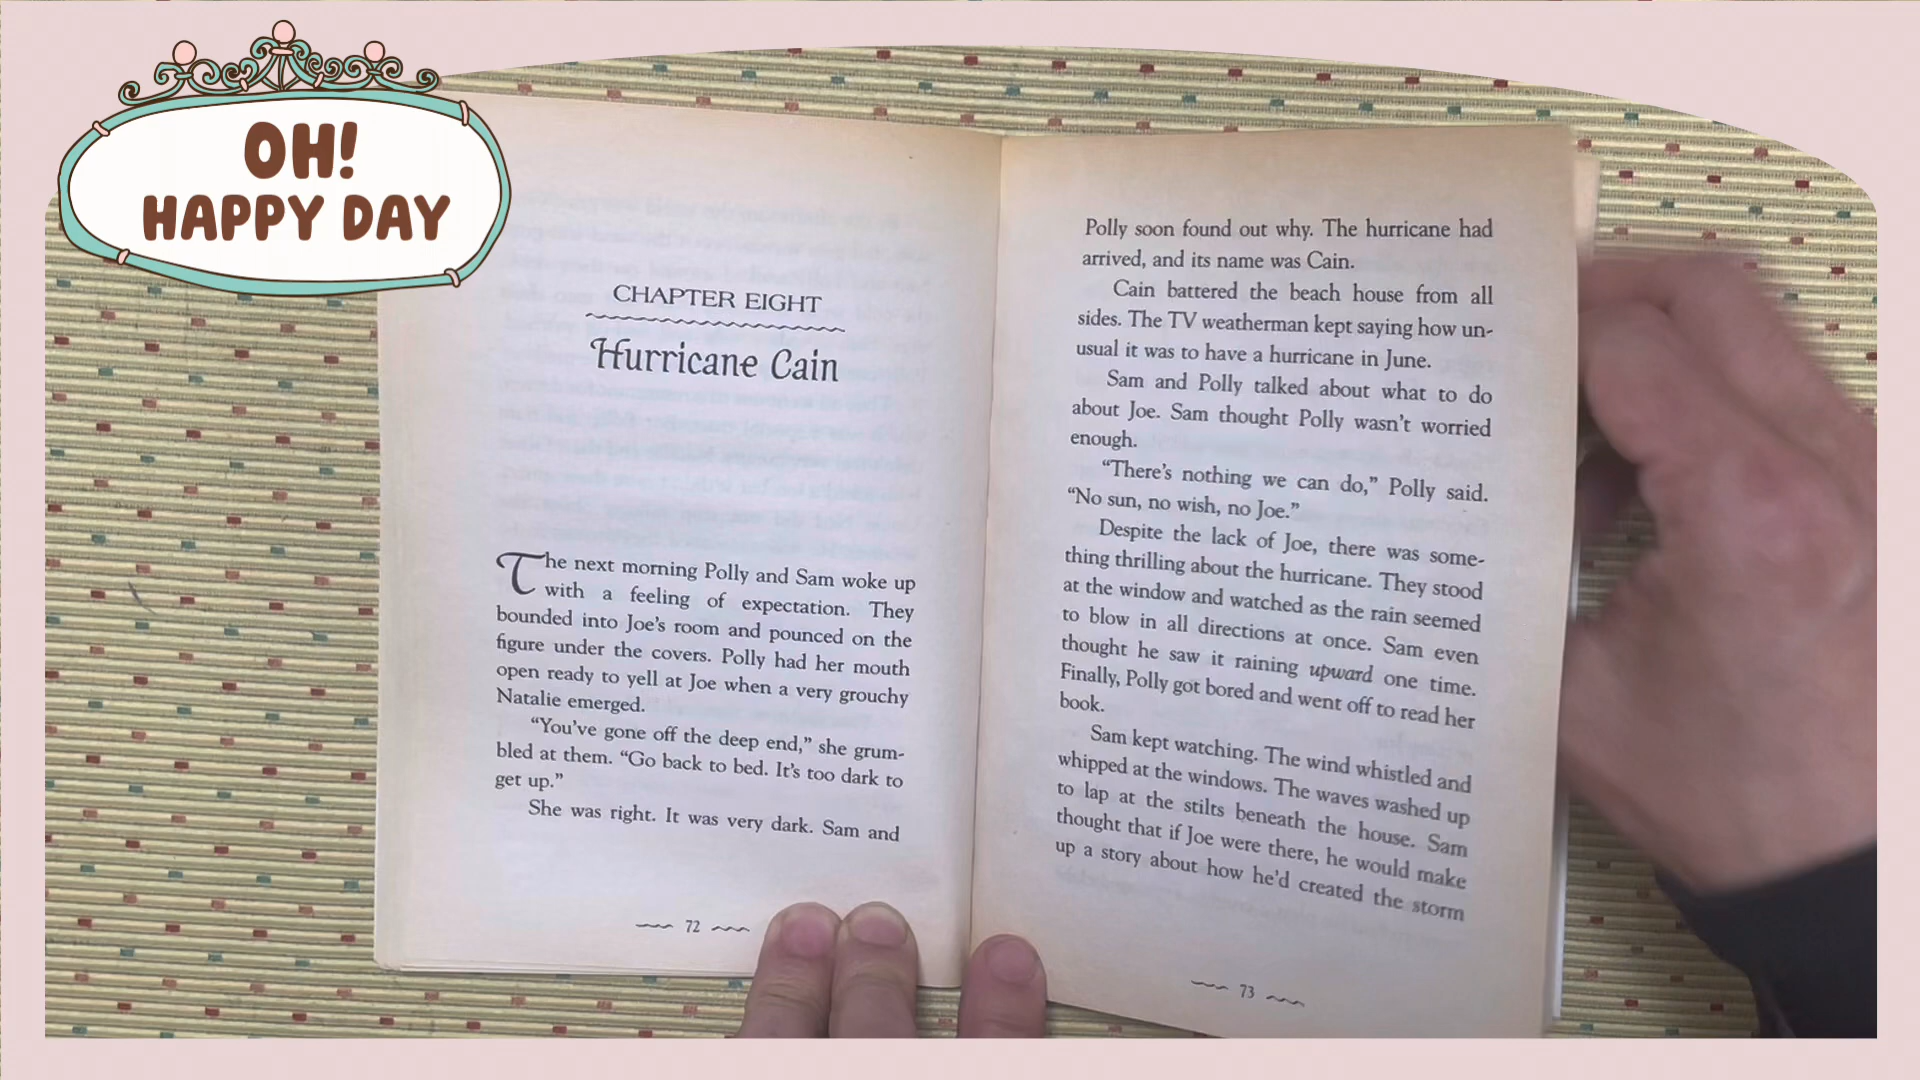 OH!
HAPPY DAY
CHAPTER EIGHT
Hurricane Cain
The next morning Polly and Sam woke up
with a feeling of expectation. They
bounded into Joe's room and pounced on the
figure under the covers. Polly had her mouth
open ready to yell at Joe when a very grouchy
Natalie emerged.
“You've gone off the deep end,” she grum-
bled at them. “Go back to bed. It's too dark to
get up.”
She was right. It was very dark. Sam and
72
Polly soon found out why. The hurricane had
arrived, and its name was Cain.
Cain battered the beach house from all
sides. The TV weatherman kept saying how un-
usual it was to have a hurricane in June.
Sam and Polly talked about what to do
about Joe. Sam thought Polly wasn't worried
enough.
“There's nothing we can do,” Polly said.
“No sun, no wish, no Joe.”
Despite the lack of Joe, there was some-
thing thrilling about the hurricane. They stood
at the window and watched as the rain seemed
to blow in all directions at once. Sam even
thought he saw it raining upward one time.
Finally, Polly got bored and went off to read her
book.
Sam kept watching. The wind whistled and
whipped at the windows. The waves washed up
to lap at the stilts beneath the house. Sam
thought that if Joe were there, he would make
up a story about how he'd created the storm
73